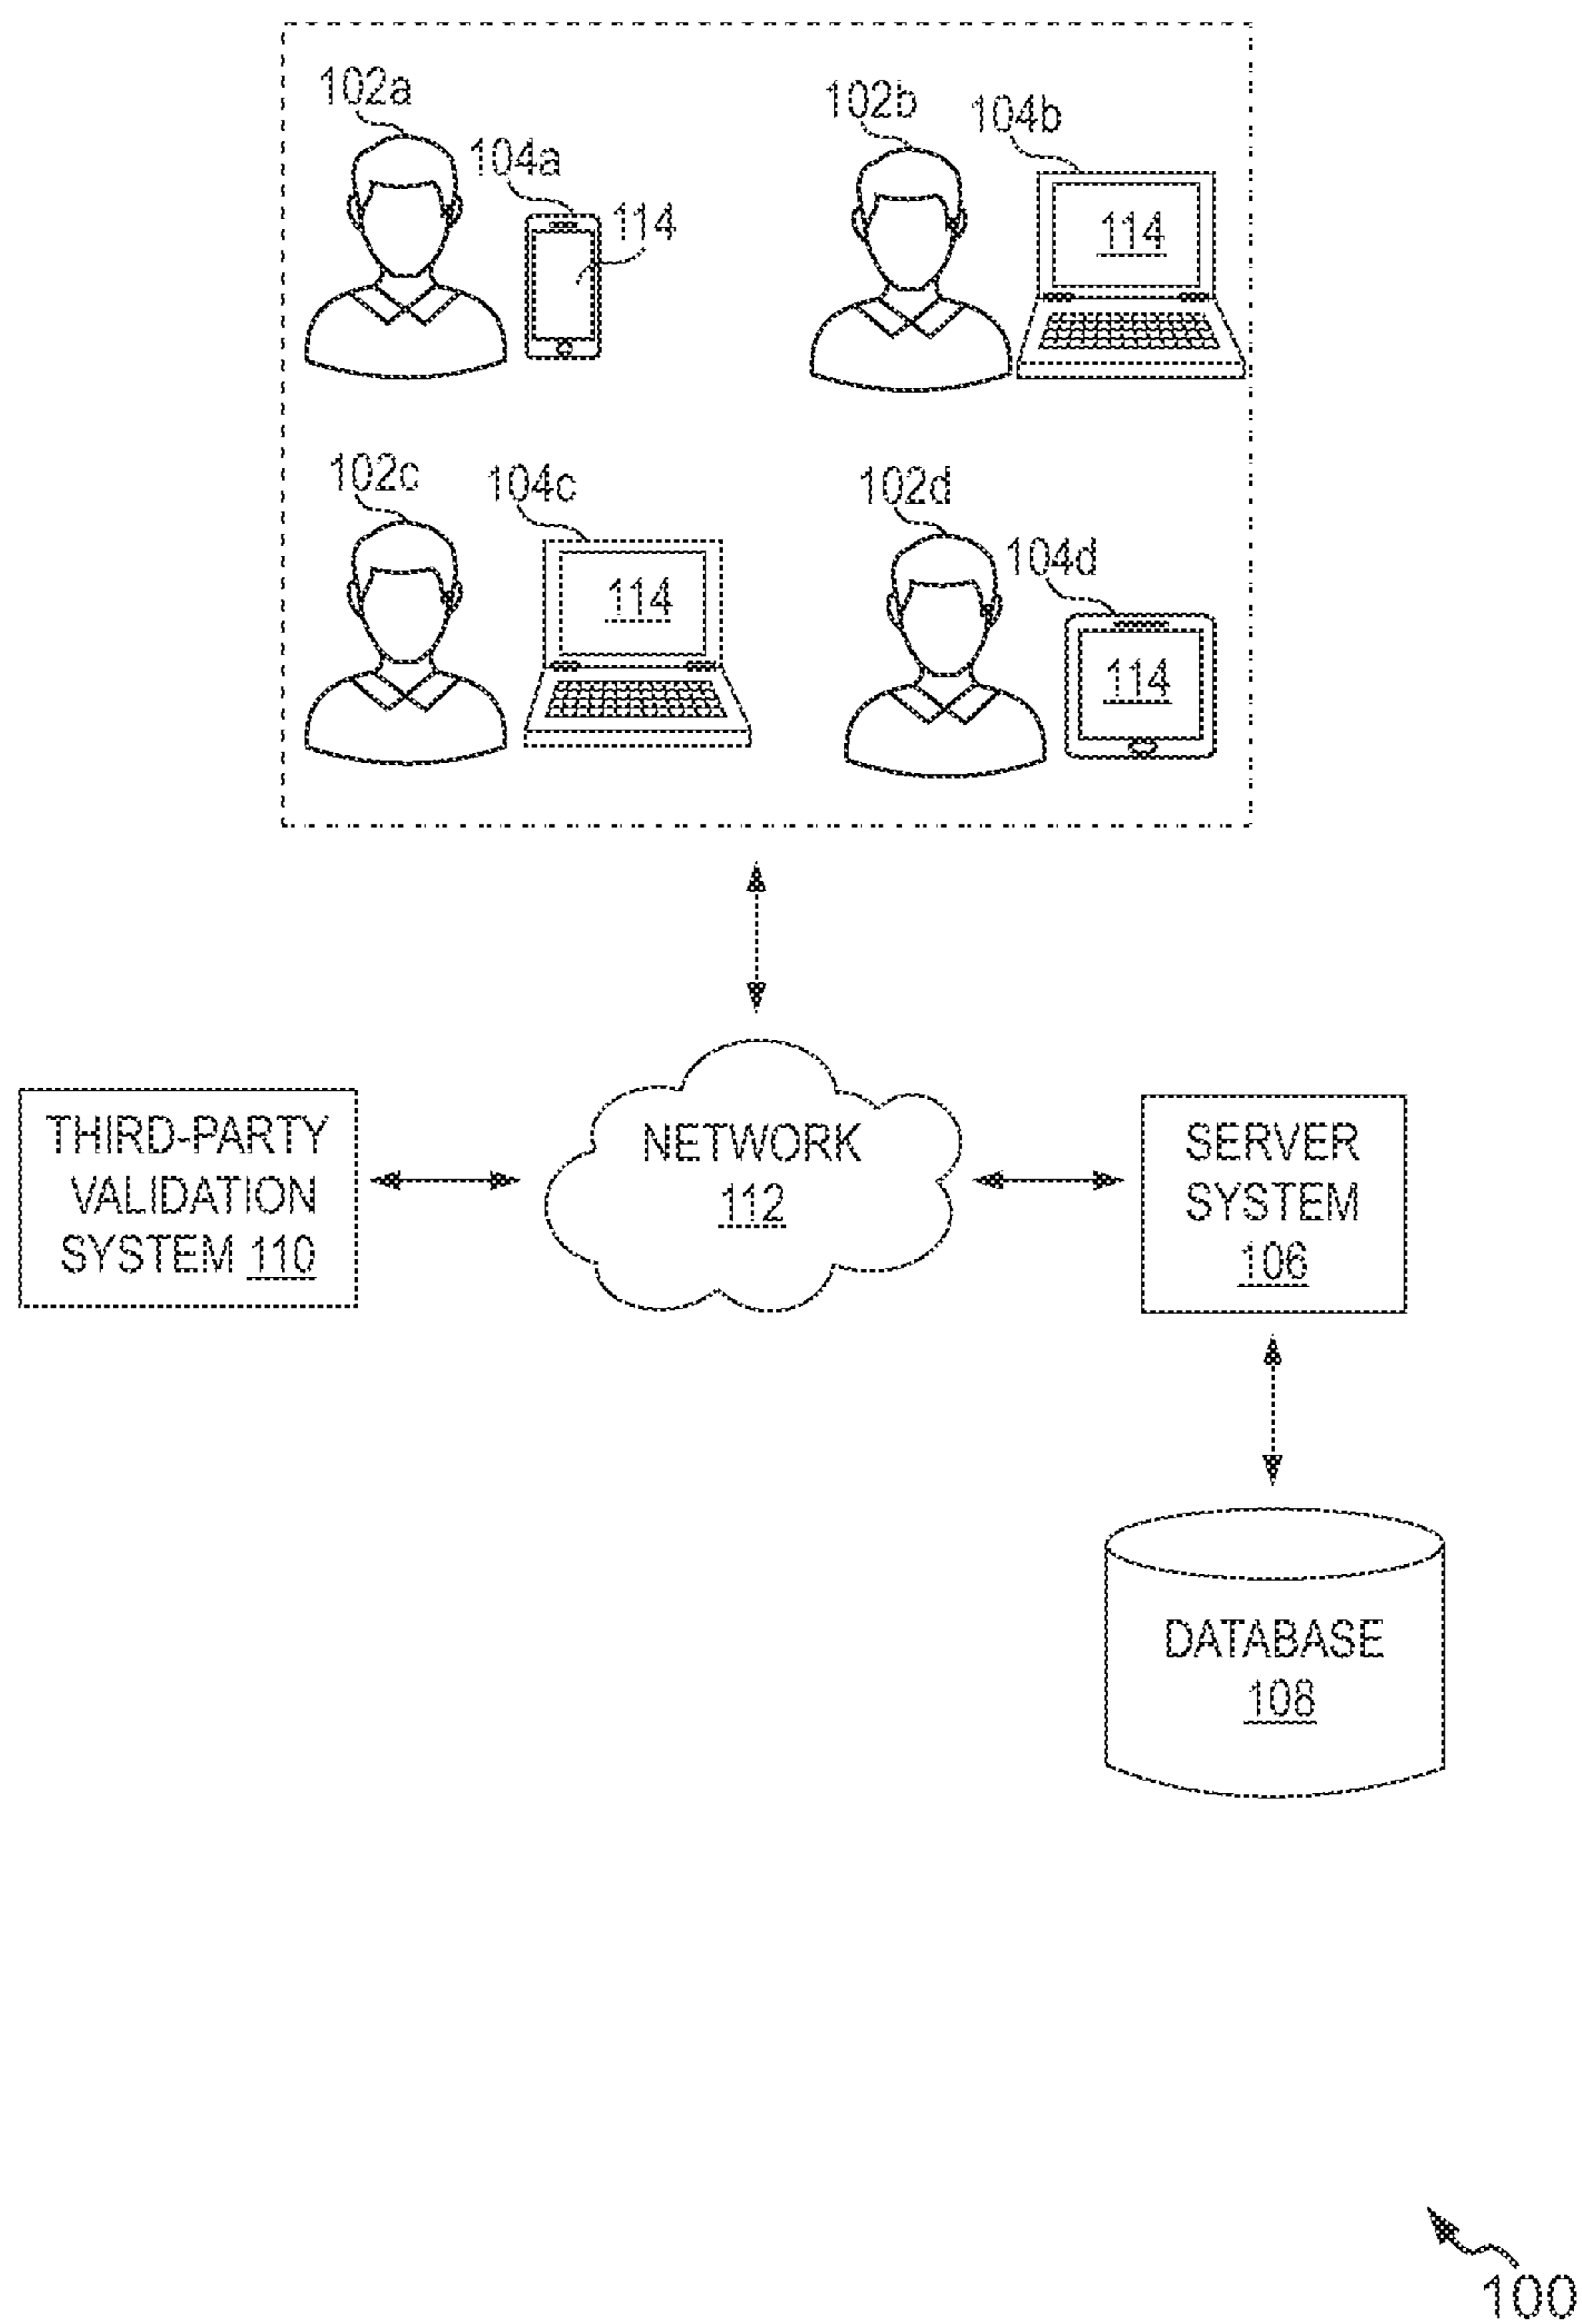 102a
104a
114
102b
104b
114
102c
104c
114
102d
104d
114
THIRD-PARTY
VALIDATION
SYSTEM 110
NETWORK
112
SERVER
SYSTEM
106
DATABASE
108
100